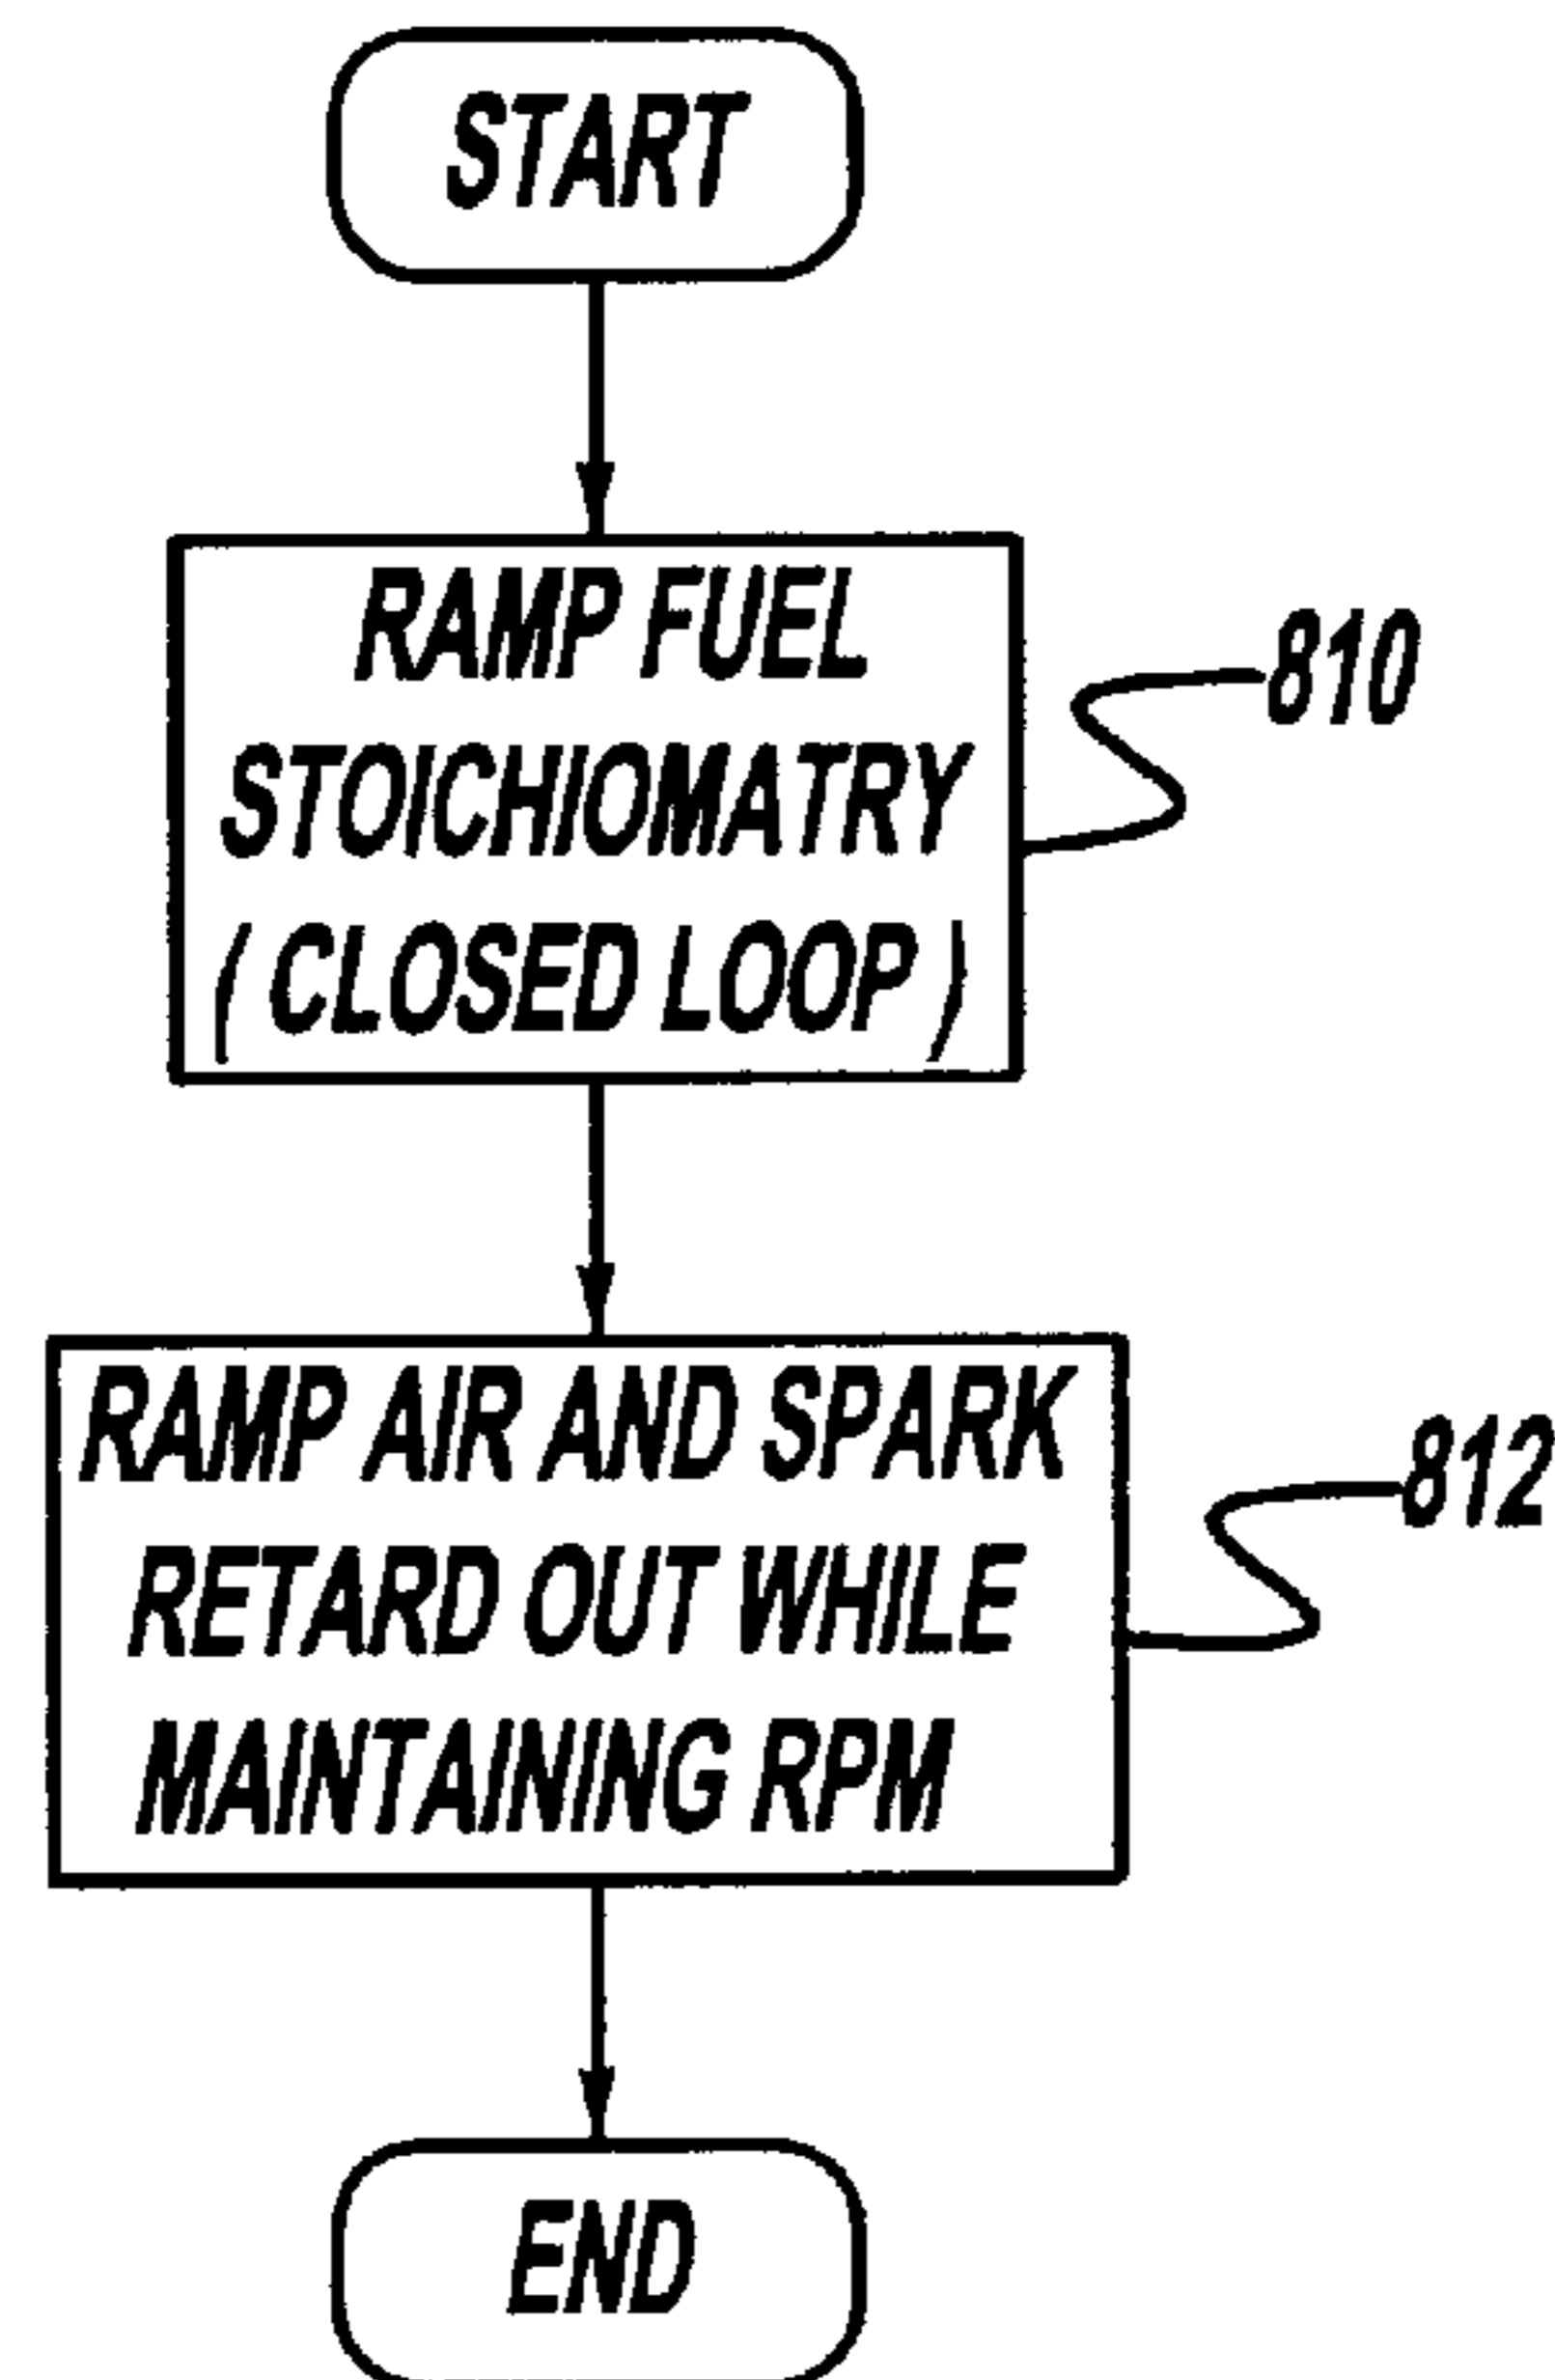 START
RAMP FUEL
STOICHIOMATRY
( CLOSED LOOP )
810
RAMP AIR AND SPARK
RETARD OUT WHILE
MAINTAINING RPM
812
END